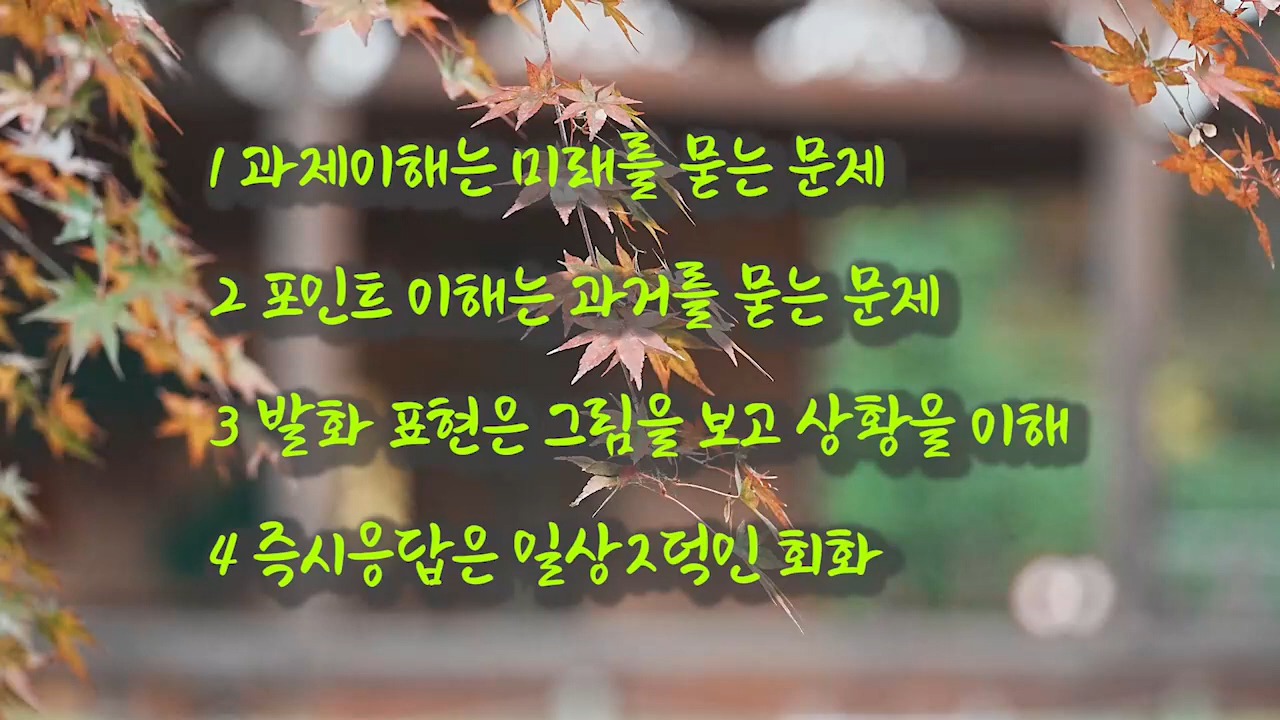 1 과제이해는 미래를 묻는 문제
2 포인트 이해는 과거를 묻는 문제
3 발화 표현은 그림을 보고 상황을 이해
4 즉시응답은 일상적인 회화